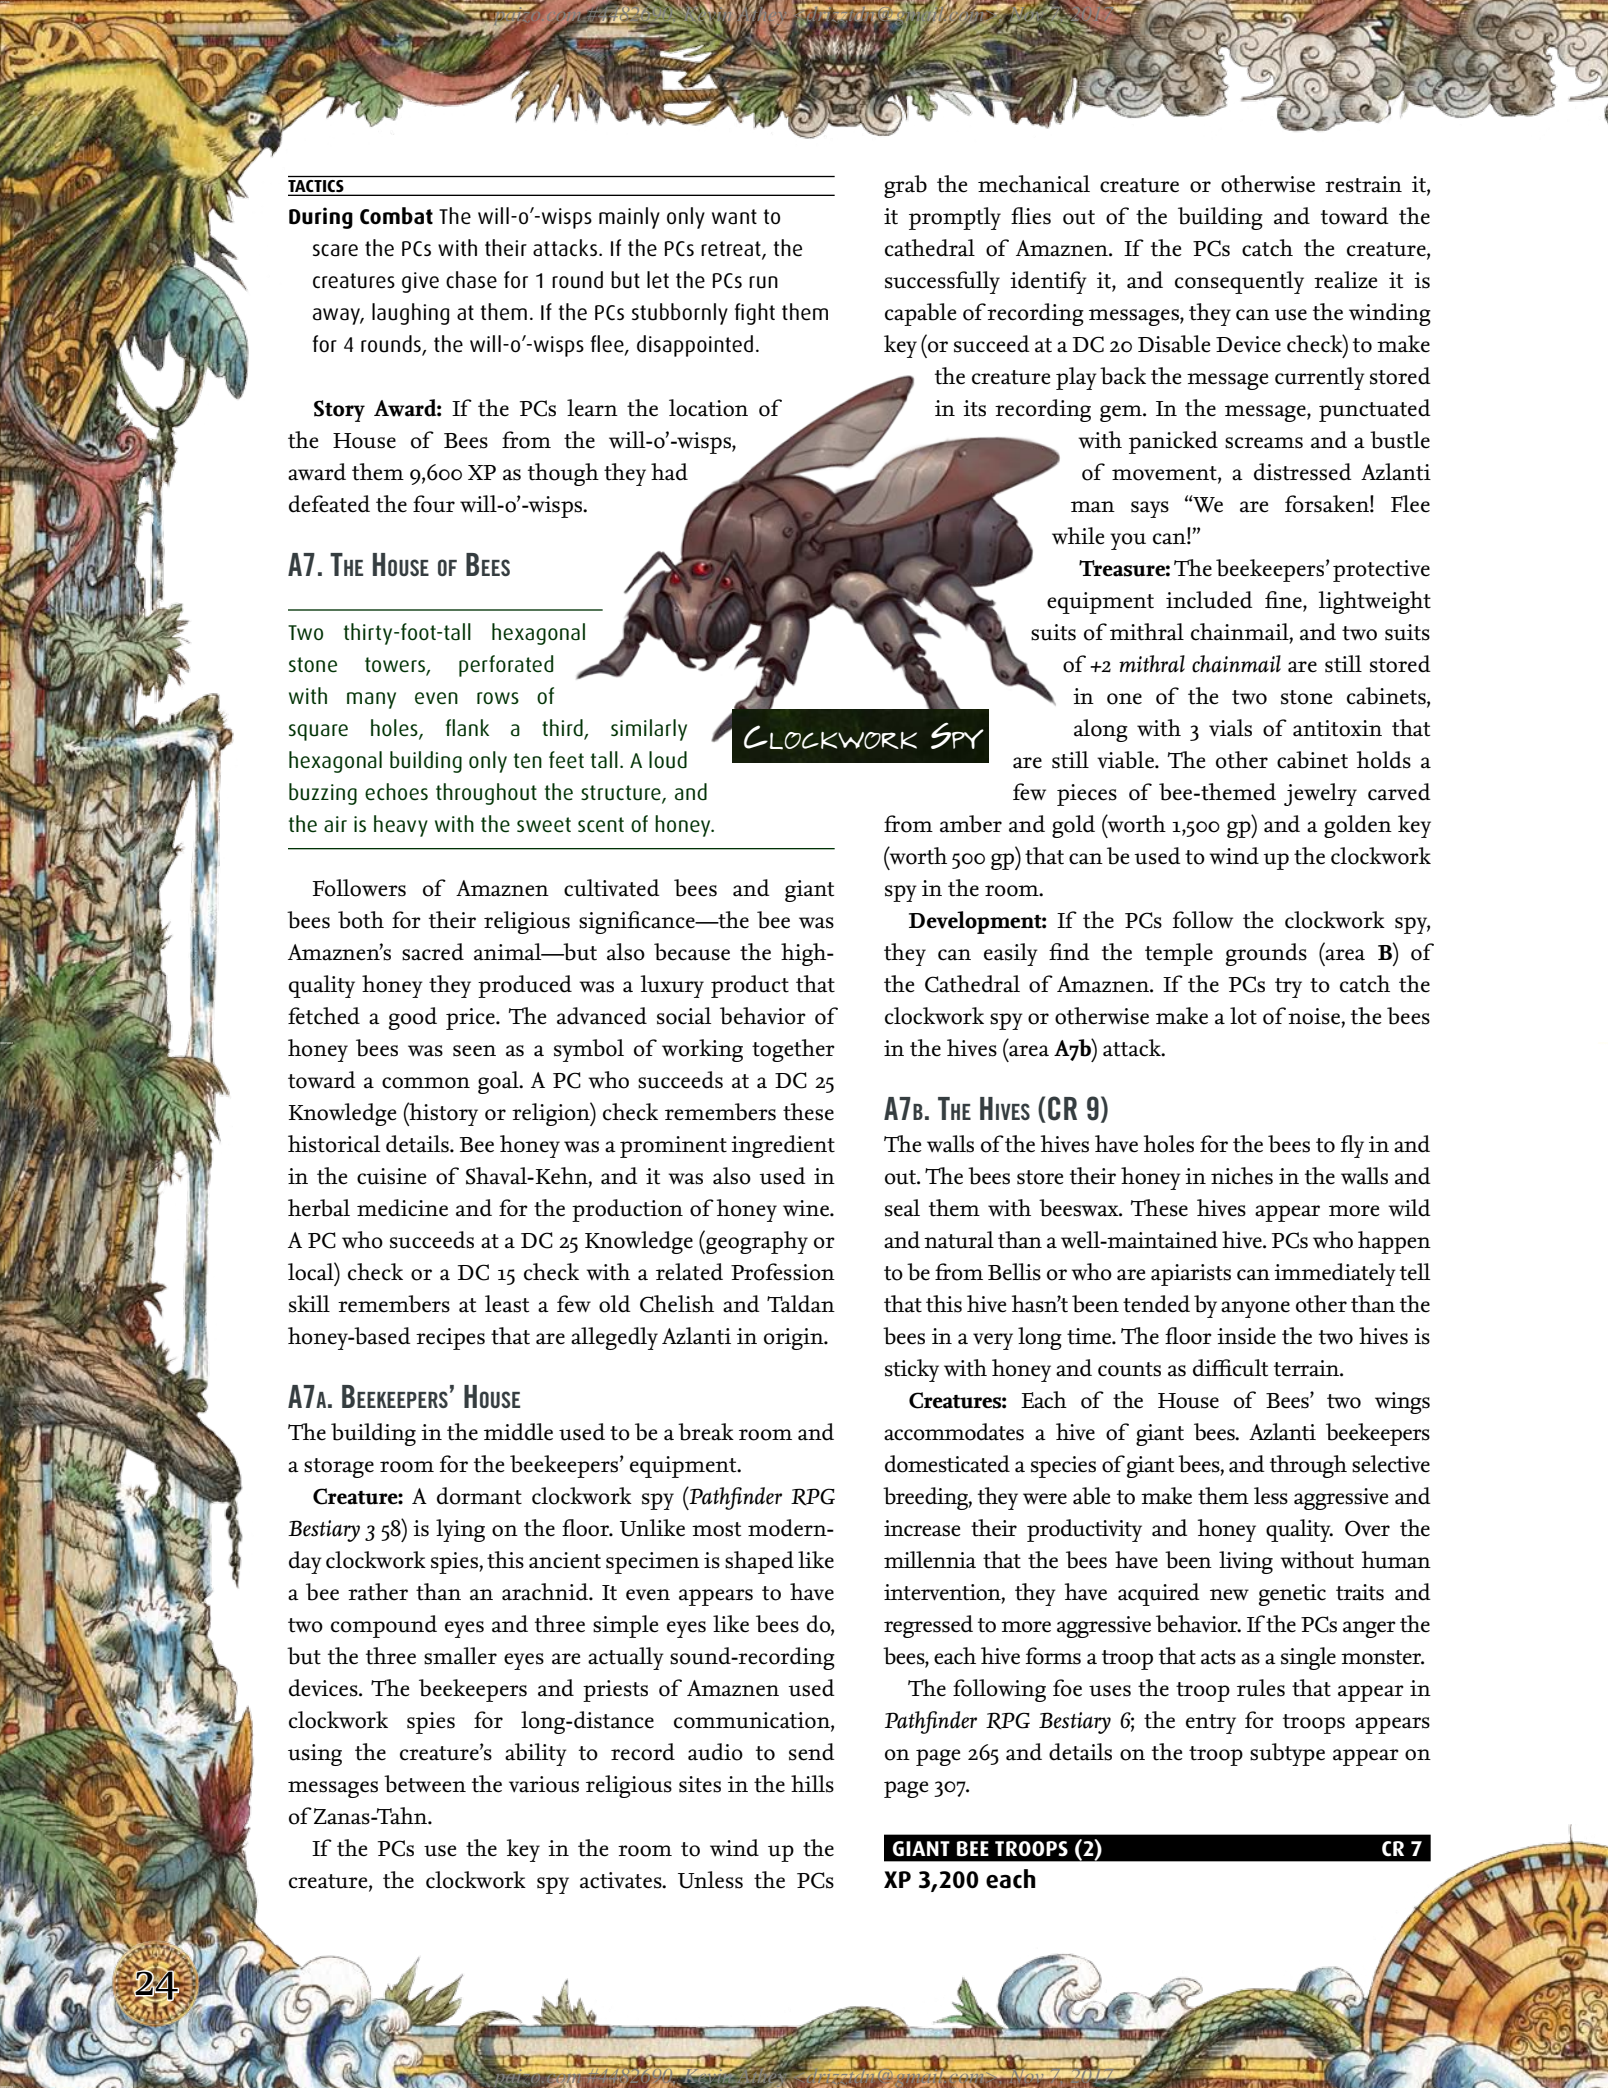 TACTICS
During Combat The will-o’-wisps mainly only want to
scare the PCs with their attacks. If the PCs retreat, the
creatures give chase for 1 round but let the PCs run
away, laughing at them. If the PCs stubbornly fight them
for 4 rounds, the will-o’-wisps flee, disappointed.
Story Award: If the PCs learn the location of
the House of Bees from the will-o’-wisps,
award them 9,600 XP as though they had
defeated the four will-o’-wisps.
A7. The House of Bees
Two thirty-foot-tall hexagonal
stone towers, perforated
with many even rows of
square holes, flank a third, similarly
hexagonal building only ten feet tall. A loud
buzzing echoes throughout the structure, and
the air is heavy with the sweet scent of honey.
Followers of Amaznen cultivated bees and giant
bees both for their religious significance—the bee was
Amaznen’s sacred animal—but also because the high-
quality honey they produced was a luxury product that
fetched a good price. The advanced social behavior of
honey bees was seen as a symbol of working together
toward a common goal. A PC who succeeds at a DC 25
Knowledge (history or religion) check remembers these
historical details. Bee honey was a prominent ingredient
in the cuisine of Shaval-Kehn, and it was also used in
herbal medicine and for the production of honey wine.
A PC who succeeds at a DC 25 Knowledge (geography or
local) check or a DC 15 check with a related Profession
skill remembers at least a few old Chelish and Taldan
honey-based recipes that are allegedly Azlanti in origin.
A7a. Beekeepers’ House
The building in the middle used to be a break room and
a storage room for the beekeepers’ equipment.
Creature: A dormant clockwork spy (Pathfinder RPG
Bestiary 3 58) is lying on the floor. Unlike most modern-
day clockwork spies, this ancient specimen is shaped like
a bee rather than an arachnid. It even appears to have
two compound eyes and three simple eyes like bees do,
but the three smaller eyes are actually sound-recording
devices. The beekeepers and priests of Amaznen used
clockwork spies for long-distance communication,
using the creature’s ability to record audio to send
messages between the various religious sites in the hills
of Zanas-Tahn.
If the PCs use the key in the room to wind up the
creature, the clockwork spy activates. Unless the PCs
grab the mechanical creature or otherwise restrain it,
it promptly flies out of the building and toward the
cathedral of Amaznen. If the PCs catch the creature,
successfully identify it, and consequently realize it is
capable of recording messages, they can use the winding
key (or succeed at a DC 20 Disable Device check) to make
the creature play back the message currently stored
in its recording gem. In the message, punctuated
with panicked screams and a bustle
of movement, a distressed Azlanti
man says “We are forsaken! Flee
while you can!”
Treasure: The beekeepers’ protective
equipment included fine, lightweight
suits of mithral chainmail, and two suits
of +2 mithral chainmail are still stored
in one of the two stone cabinets,
along with 3 vials of antitoxin that
are still viable. The other cabinet holds a
few pieces of bee-themed jewelry carved
from amber and gold (worth 1,500 gp) and a golden key
(worth 500 gp) that can be used to wind up the clockwork
spy in the room.
Development: If the PCs follow the clockwork spy,
they can easily find the temple grounds (area B) of
the Cathedral of Amaznen. If the PCs try to catch the
clockwork spy or otherwise make a lot of noise, the bees
in the hives (area A7b) attack.
A7b. The Hives (CR 9)
The walls of the hives have holes for the bees to fly in and
out. The bees store their honey in niches in the walls and
seal them with beeswax. These hives appear more wild
and natural than a well-maintained hive. PCs who happen
to be from Bellis or who are apiarists can immediately tell
that this hive hasn’t been tended by anyone other than the
bees in a very long time. The floor inside the two hives is
sticky with honey and counts as difficult terrain.
Creatures: Each of the House of Bees’ two wings
accommodates a hive of giant bees. Azlanti beekeepers
domesticated a species of giant bees, and through selective
breeding, they were able to make them less aggressive and
increase their productivity and honey quality. Over the
millennia that the bees have been living without human
intervention, they have acquired new genetic traits and
regressed to more aggressive behavior. If the PCs anger the
bees, each hive forms a troop that acts as a single monster.
The following foe uses the troop rules that appear in
Pathfinder RPG Bestiary 6; the entry for troops appears
on page 265 and details on the troop subtype appear on
page 307.
GIANT BEE TROOPS (2) CR 7
XP 3,200 each
Clockwork Spy
24